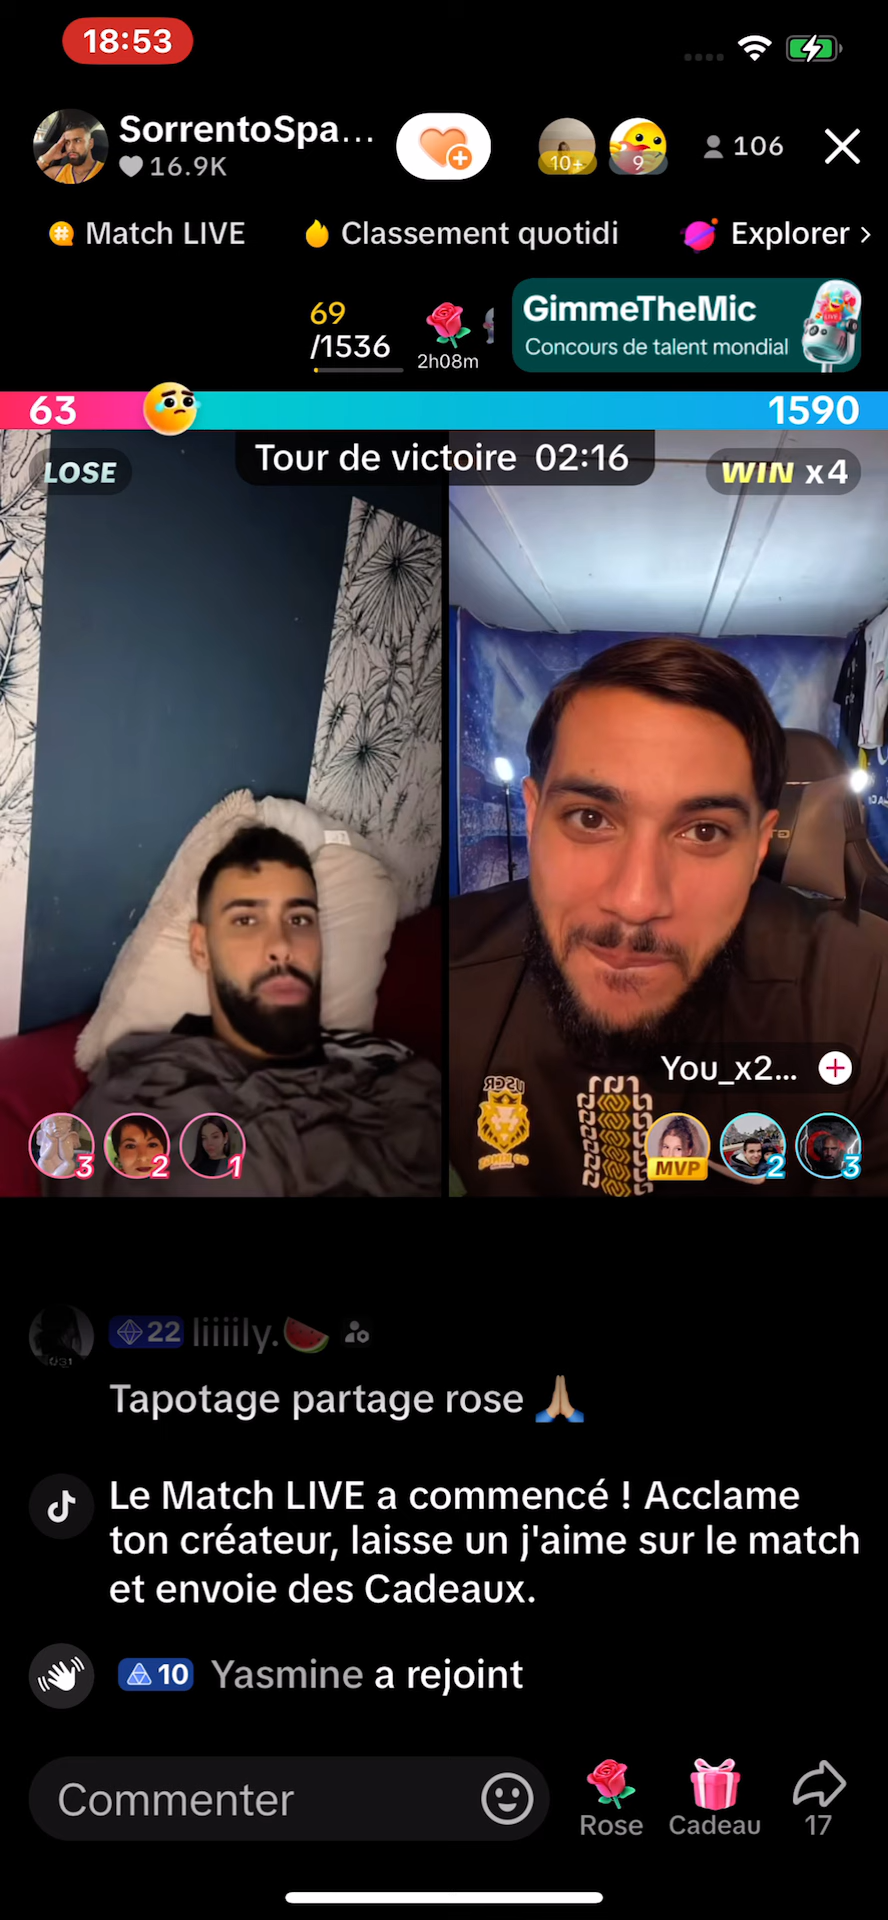 18:53
SorrentoSpa...
16.9K
10+
9
106
Match LIVE
Classement quotidi
Explorer >
69
/1536
2h08m
GimmeTheMic
Concours de talent mondial
63
1590
LOSE
Tour de victoire 02:16
WIN x4
You_x2...
3
2
1
MVP
2
3
22 liiiily.🍉
Tapotage partage rose 🙏🏼
Le Match LIVE a commencé ! Acclame
ton créateur, laisse un j'aime sur le match
et envoie des Cadeaux.
10 Yasmine a rejoint
Commenter
Rose
Cadeau
17